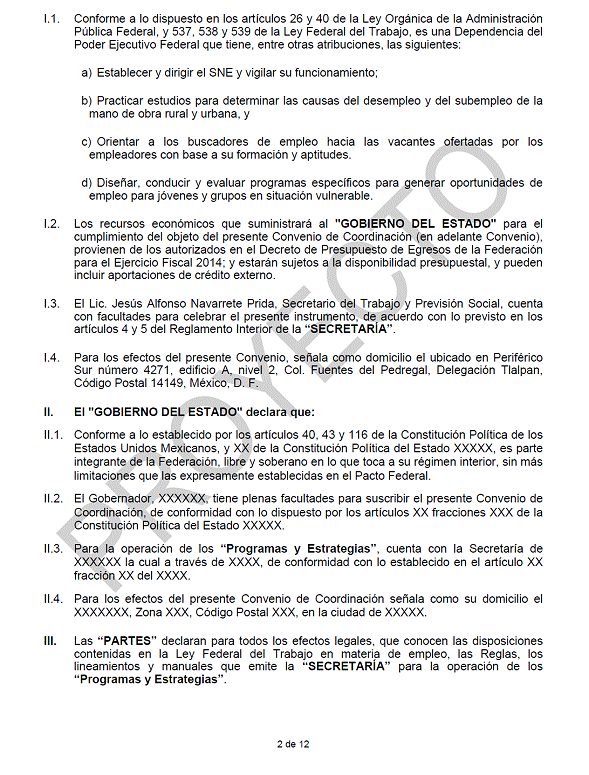 I.1. Conforme a lo dispuesto en los artículos 26 y 40 de la Ley Orgánica de la Administración
Pública Federal, y 537, 538 y 539 de la Ley Federal del Trabajo, es una Dependencia del
Poder Ejecutivo Federal que tiene, entre otras atribuciones, las siguientes:
a) Establecer y dirigir el SNE y vigilar su funcionamiento;
b) Practicar estudios para determinar las causas del desempleo y del subempleo de la
mano de obra rural y urbana, y
c) Orientar a los buscadores de empleo hacia las vacantes ofertadas por los
empleadores con base a su formación y aptitudes.
d) Diseñar, conducir y evaluar programas específicos para generar oportunidades de
empleo para jóvenes y grupos en situación vulnerable.
I.2. Los recursos económicos que suministrará al "GOBIERNO DEL ESTADO" para el
cumplimiento del objeto del presente Convenio de Coordinación (en adelante Convenio),
provienen de los autorizados en el Decreto de Presupuesto de Egresos de la Federación
para el Ejercicio Fiscal 2014; y estarán sujetos a la disponibilidad presupuestal, y pueden
incluir aportaciones de crédito externo.
I.3. El Lic. Jesús Alfonso Navarrete Prida, Secretario del Trabajo y Previsión Social, cuenta
con facultades para celebrar el presente instrumento, de acuerdo con lo previsto en los
artículos 4 y 5 del Reglamento Interior de la “SECRETARÍA”.
I.4. Para los efectos del presente Convenio, señala como domicilio el ubicado en Periférico
Sur número 4271, edificio A, nivel 2, Col. Fuentes del Pedregal, Delegación Tlalpan,
Código Postal 14149, México, D. F.
II. El "GOBIERNO DEL ESTADO" declara que:
II.1. Conforme a lo establecido por los artículos 40, 43 y 116 de la Constitución Política de los
Estados Unidos Mexicanos, y XX de la Constitución Política del Estado XXXXX, es parte
integrante de la Federación, libre y soberano en lo que toca a su régimen interior, sin más
limitaciones que las expresamente establecidas en el Pacto Federal.
II.2. El Gobernador, XXXXXX, tiene plenas facultades para suscribir el presente Convenio de
Coordinación, de conformidad con lo dispuesto por los artículos XX fracciones XXX de la
Constitución Política del Estado XXXXX.
II.3. Para la operación de los “Programas y Estrategias”, cuenta con la Secretaría de
XXXXXX la cual a través de XXXX, de conformidad con lo establecido en el artículo XX
fracción XX del XXXX.
II.4. Para los efectos del presente Convenio de Coordinación señala como su domicilio el
XXXXXXX, Zona XXX, Código Postal XXX, en la ciudad de XXXXX.
III. Las “PARTES” declaran para todos los efectos legales, que conocen las disposiciones
contenidas en la Ley Federal del Trabajo en materia de empleo, las Reglas, los
lineamientos y manuales que emite la “SECRETARÍA” para la operación de los
“Programas y Estrategias”.
PROYECTO
2 de 12